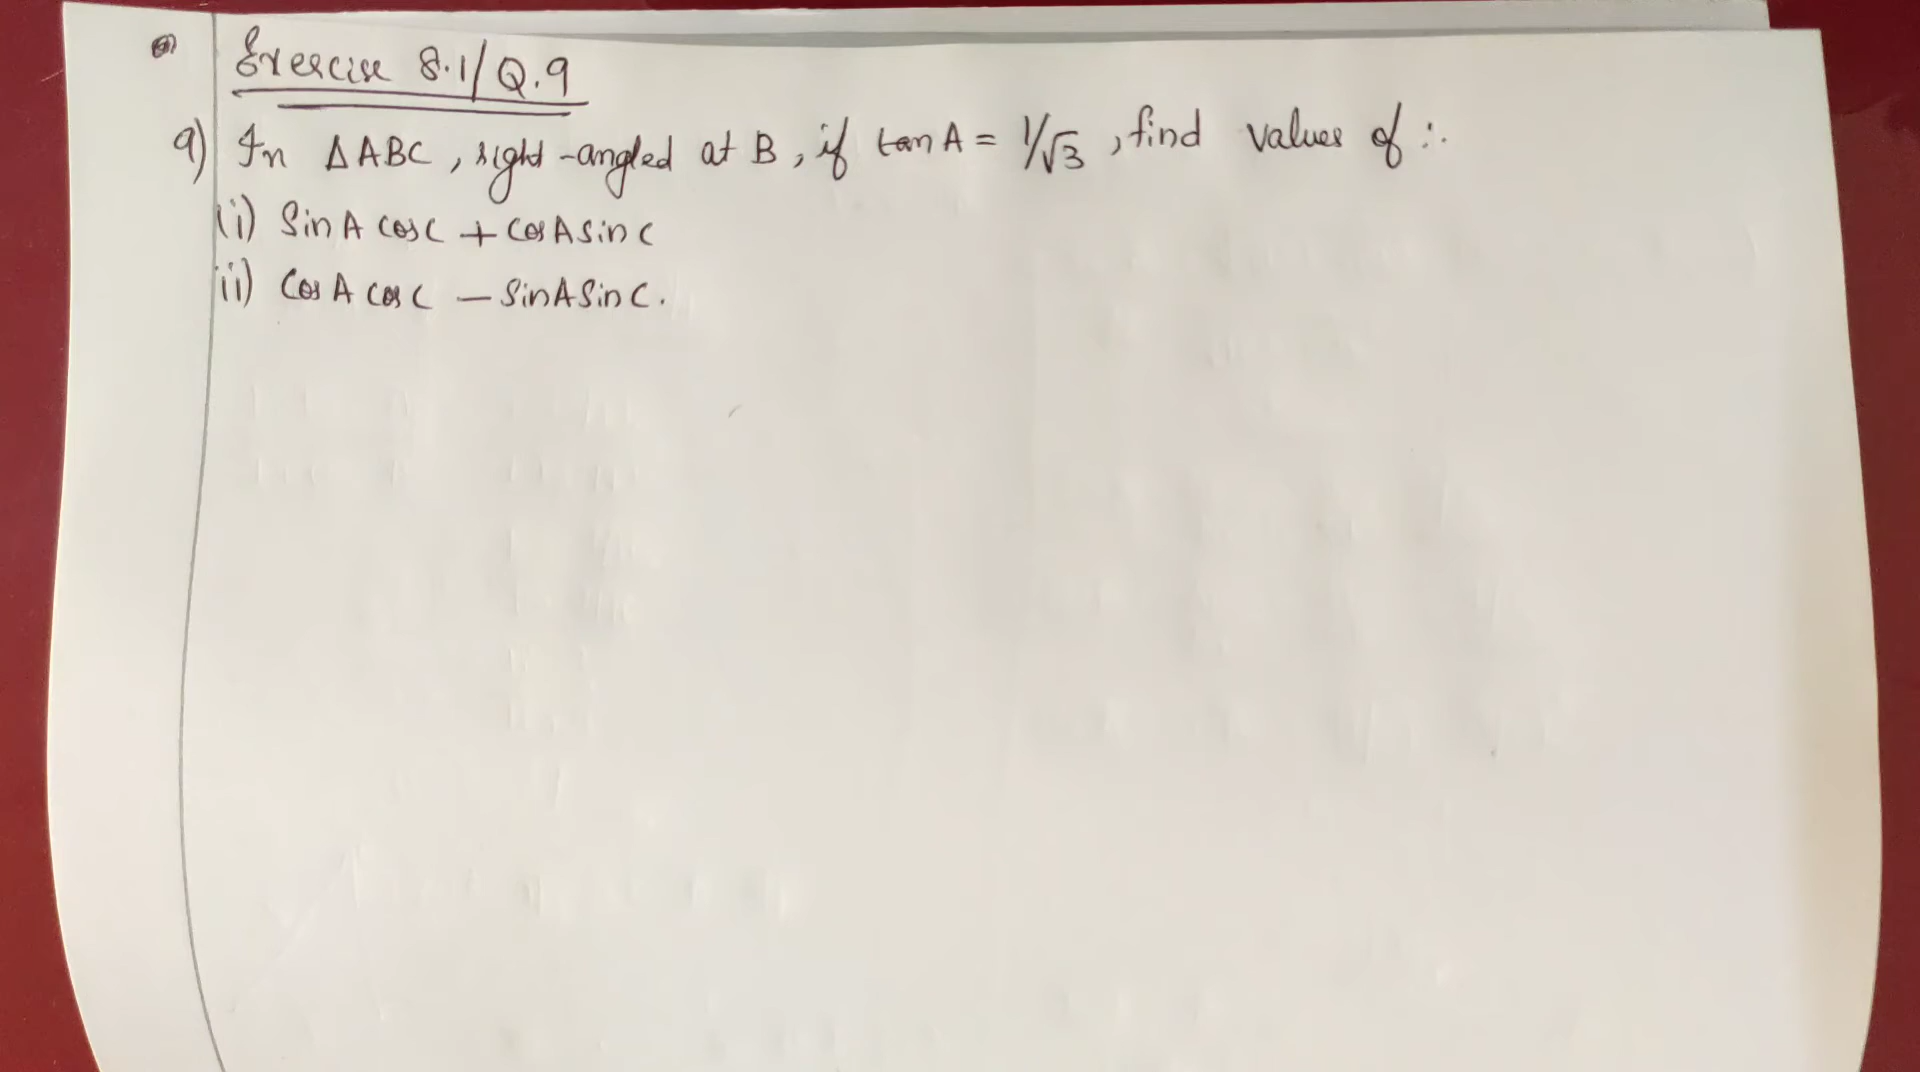 Exercise 8.1/Q.9
9) In ΔABC, right-angled at B, if tan A = 1/√3, find values of :.
(i) Sin A cos C + cos A sin C
ii) Cos A cos C – Sin A Sin C.